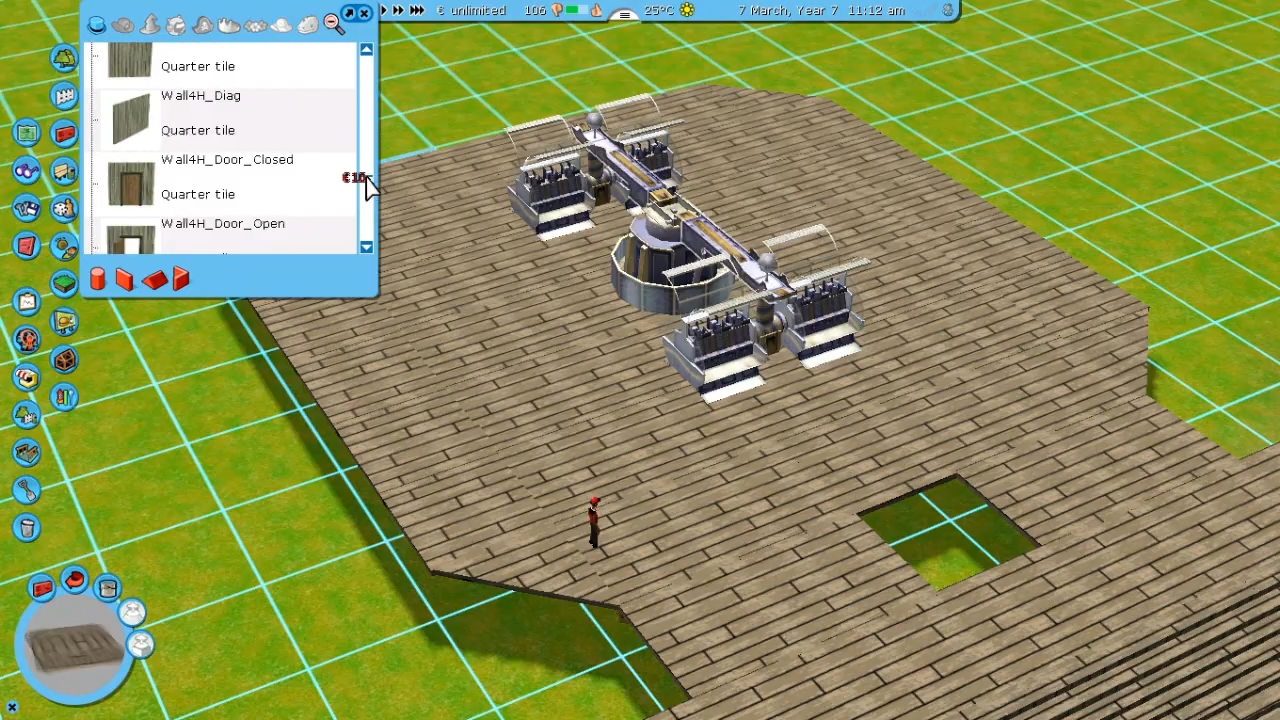 € unlimited 106 25°C 7 March, Year 7 11:12 am
Quarter tile
Wall4H_Diag
Quarter tile
Wall4H_Door_Closed
Quarter tile
Wall4H_Door_Open